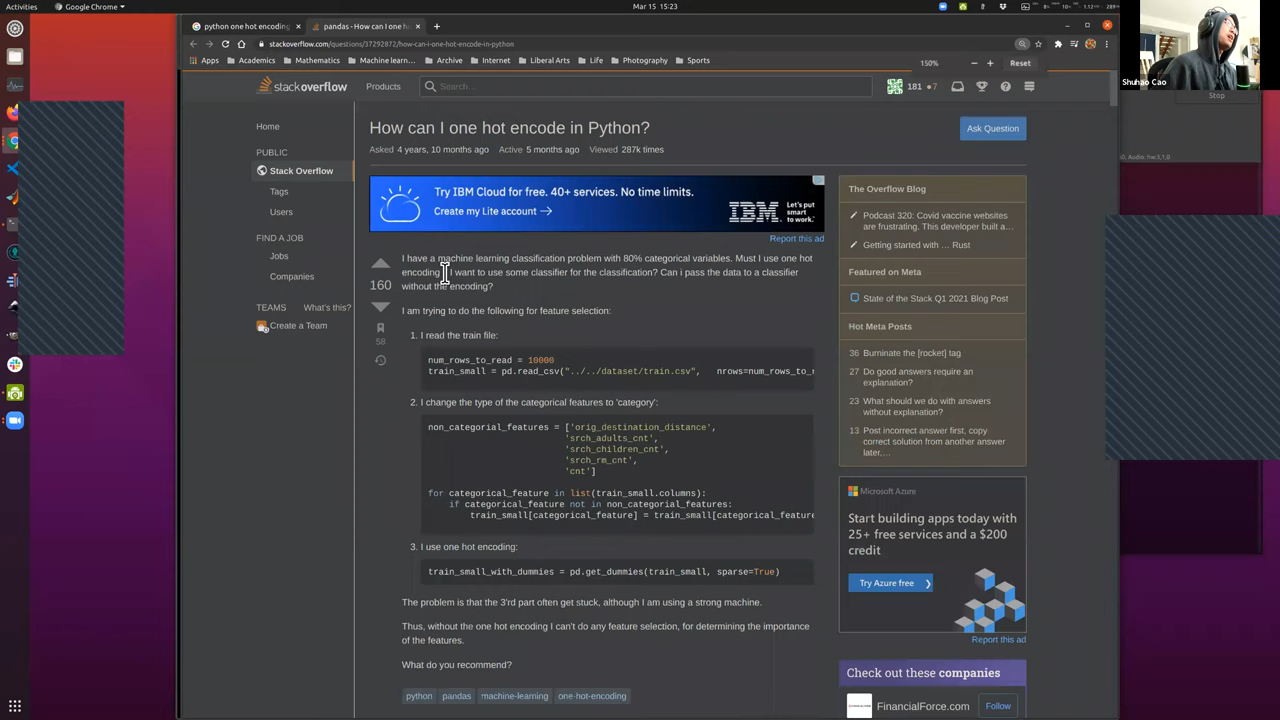 Activities
Google Chrome
Mar 15 15:23
python one hot encoding
pandas - How can I one h
stackoverflow.com/questions/37292872/how-can-i-one-hot-encode-in-python
Apps
Academics
Mathematics
Machine learn...
Archive
Internet
Liberal Arts
Life
Photography
Sports
150%
Reset
Shuhao Cao
Stop
stackoverflow
Products
Search...
181
7
Home
PUBLIC
Stack Overflow
Tags
Users
FIND A JOB
Jobs
Companies
TEAMS What's this?
Create a Team
How can I one hot encode in Python?
Ask Question
Asked 4 years, 10 months ago Active 5 months ago Viewed 287k times
Try IBM Cloud for free. 40+ services. No time limits.
Create my Lite account →
IBM
Let's put
smart
to work.
Report this ad
160
58
I have a machine learning classification problem with 80% categorical variables. Must I use one hot
encoding I want to use some classifier for the classification? Can i pass the data to a classifier
without the encoding?
I am trying to do the following for feature selection:
1. I read the train file:
num_rows_to_read = 10000
train_small = pd.read_csv("../../dataset/train.csv", nrows=num_rows_to_r
2. I change the type of the categorical features to 'category':
non_categorial_features = ['orig_destination_distance',
'srch_adults_cnt',
'srch_children_cnt',
'srch_rm_cnt',
'cnt']
for categorical_feature in list(train_small.columns):
if categorical_feature not in non_categorial_features:
train_small[categorical_feature] = train_small[categorical_feature
3. I use one hot encoding:
train_small_with_dummies = pd.get_dummies(train_small, sparse=True)
The problem is that the 3'rd part often get stuck, although I am using a strong machine.
Thus, without the one hot encoding I can't do any feature selection, for determining the importance
of the features.
What do you recommend?
python
pandas
machine-learning
one-hot-encoding
The Overflow Blog
Podcast 320: Covid vaccine websites
are frustrating. This developer built a...
Getting started with … Rust
Featured on Meta
State of the Stack Q1 2021 Blog Post
Hot Meta Posts
36 Burninate the [rocket] tag
27 Do good answers require an
explanation?
23 What should we do with answers
without explanation?
13 Post incorrect answer first, copy
correct solution from another answer
later,...
Microsoft Azure
Start building apps today with
25+ free services and a $200
credit
Try Azure free
Report this ad
Check out these companies
FinancialForce.com
Follow